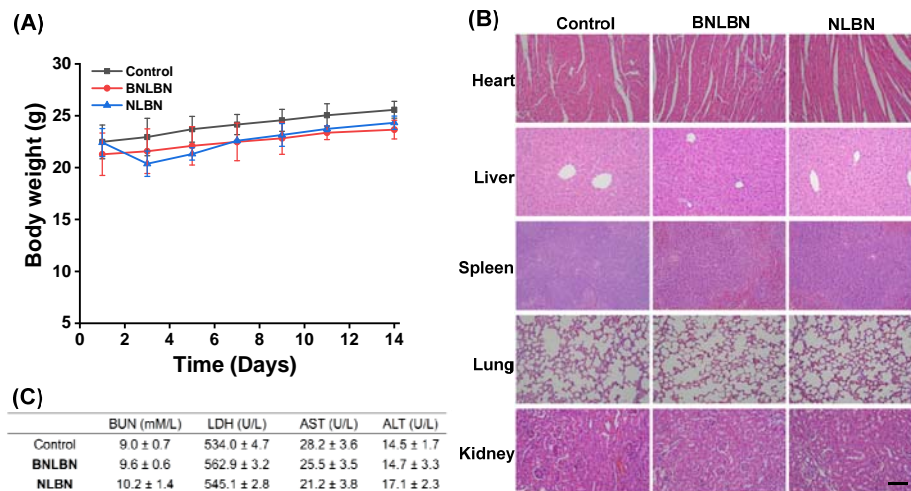 (A)
30
25
20
15
10
5
0 2 4 6 8 10 12 14
Body weight (g)
Time (Days)
Control
BNLBN
NLBN
(B)
Control BNLBN NLBN
Heart
Liver
Spleen
Lung
Kidney
(C)
BUN (mM/L) LDH (U/L) AST (U/L) ALT (U/L)
Control 9.0 ± 0.7 534.0 ± 4.7 28.2 ± 3.6 14.5 ± 1.7
BNLBN 9.6 ± 0.6 562.9 ± 3.2 25.5 ± 3.5 14.7 ± 3.3
NLBN 10.2 ± 1.4 545.1 ± 2.8 21.2 ± 3.8 17.1 ± 2.3